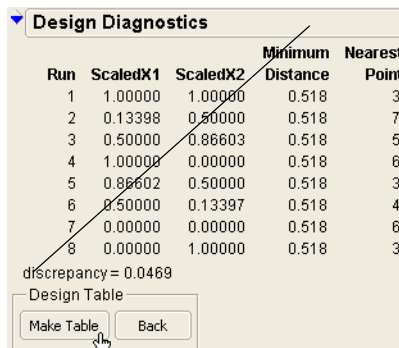 Design Diagnostics
Minimum Nearest
Run ScaledX1 ScaledX2 Distance Point
1 1.00000 1.00000 0.518 3
2 0.13398 0.50000 0.518 7
3 0.50000 0.86603 0.518 5
4 1.00000 0.00000 0.518 6
5 0.86602 0.50000 0.518 3
6 0.50000 0.13397 0.518 4
7 0.00000 0.00000 0.518 6
8 0.00000 1.00000 0.518 3
discrepancy = 0.0469
Design Table
Make Table Back